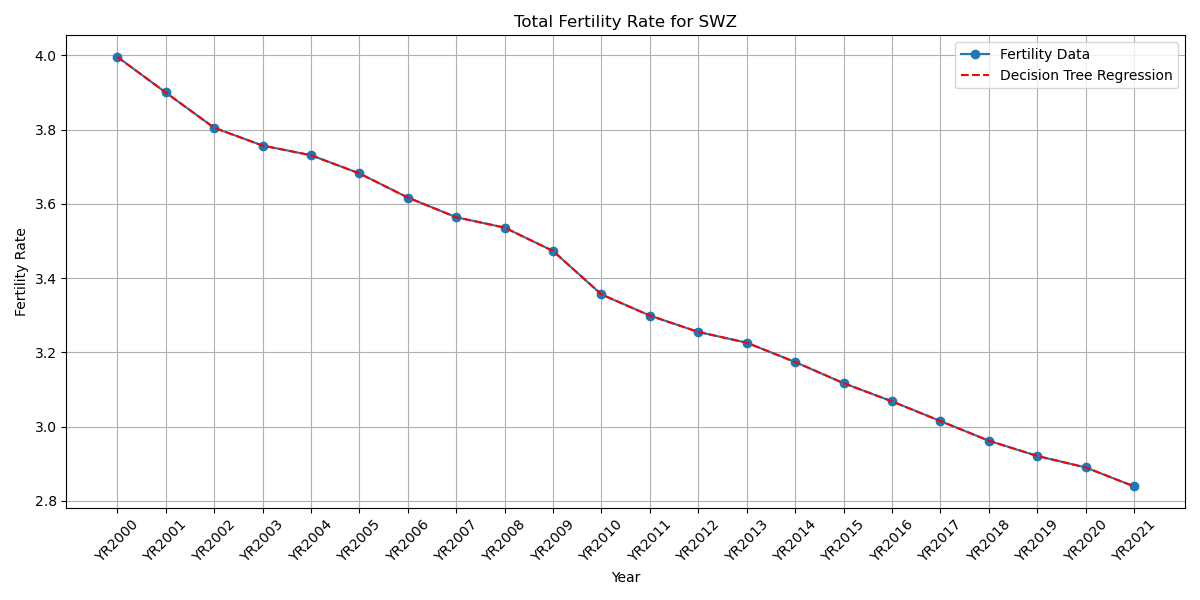 Total Fertility Rate for SWZ
Fertility Data
Decision Tree Regression
Fertility Rate
4.0
3.8
3.6
3.4
3.2
3.0
2.8
YR2000
YR2001
YR2002
YR2003
YR2004
YR2005
YR2006
YR2007
YR2008
YR2009
YR2010
YR2011
YR2012
YR2013
YR2014
YR2015
YR2016
YR2017
YR2018
YR2019
YR2020
YR2021
Year